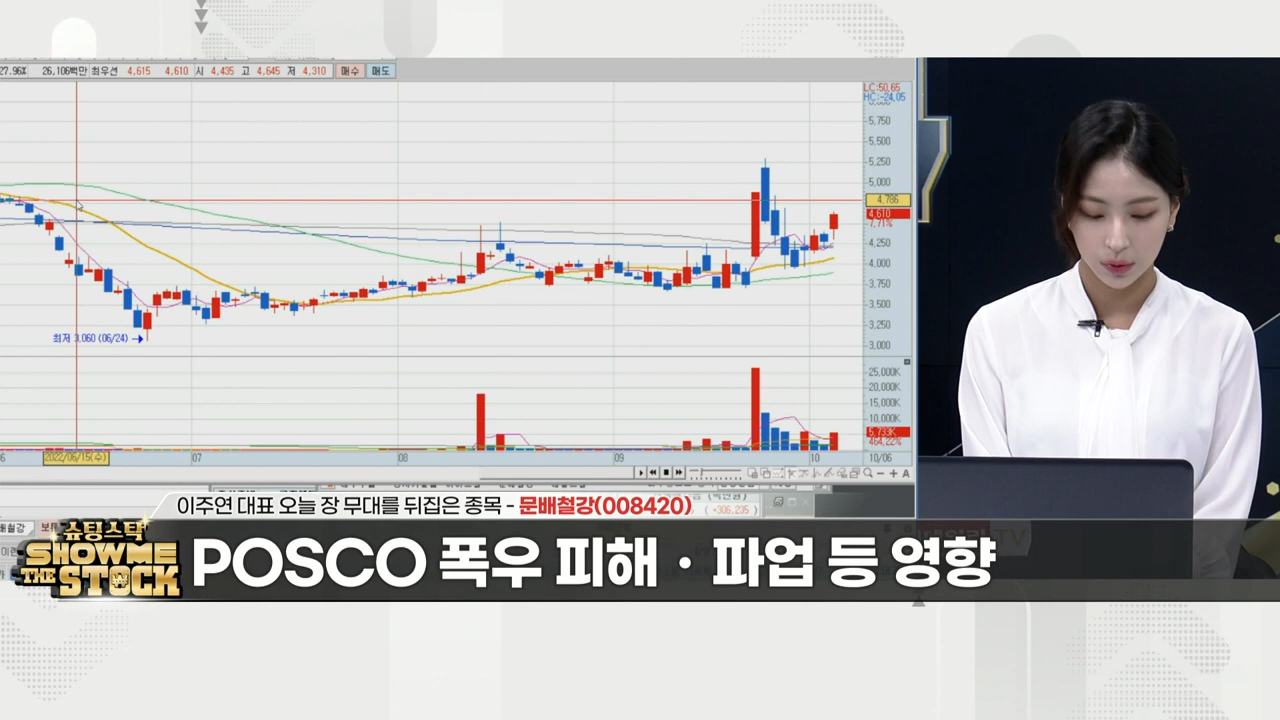 27.96% 26,106백만 최우선 4,615 4,610 시 4,435 고 4,645 저 4,310 매수 매도
LC:50.65
HC:-24.05
5,750
5,500
5,250
5,000
4,786
4,610
7.71%
4,250
4,000
3,750
3,500
3,250
3,000
최저 3,060 (06/24)
25,000K
20,000K
15,000K
10,000K
5,733K
464.22%
2022/06/15(수) 07 08 09 10 10/06
A
+306,235
이주연 대표 오늘 장 무대를 뒤집은 종목 - 문배철강(008420)
슈팅스탁
SHOW ME
THE STOCK
POSCO 폭우 피해 · 파업 등 영향